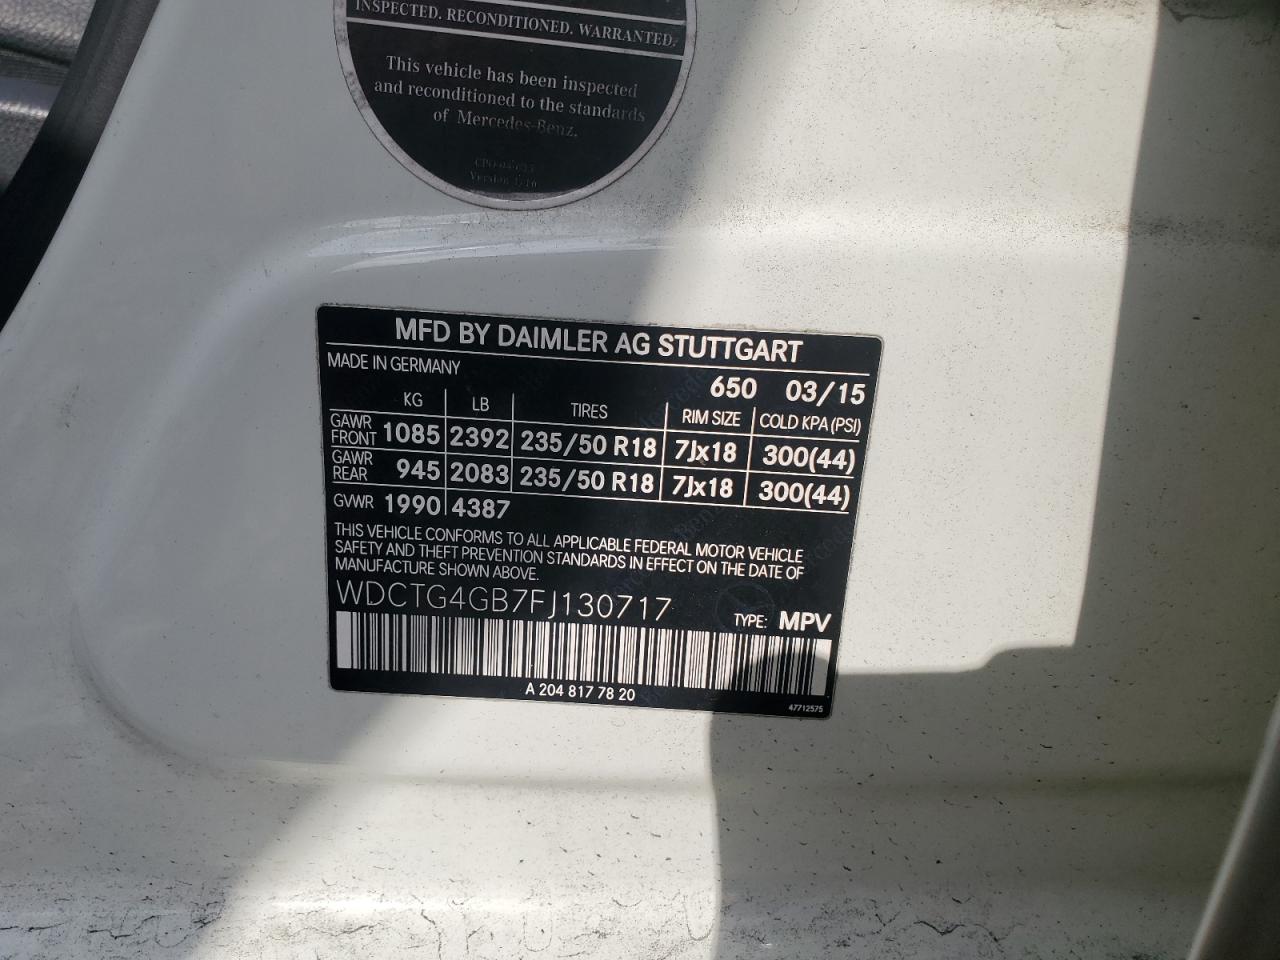 INSPECTED. RECONDITIONED. WARRANTED.
This vehicle has been inspected
and reconditioned to the standards
of Mercedes-Benz.
MFD BY DAIMLER AG STUTTGART
MADE IN GERMANY
650 03/15
KG LB TIRES RIM SIZE COLD KPA (PSI)
GAWR FRONT 1085 2392 235/50 R18 7Jx18 300(44)
GAWR REAR 945 2083 235/50 R18 7Jx18 300(44)
GVWR 1990 4387
THIS VEHICLE CONFORMS TO ALL APPLICABLE FEDERAL MOTOR VEHICLE
SAFETY AND THEFT PREVENTION STANDARDS IN EFFECT ON THE DATE OF
MANUFACTURE SHOWN ABOVE.
WDCTG4GB7FJ130717 TYPE: MPV
A 204 817 78 20
47712575